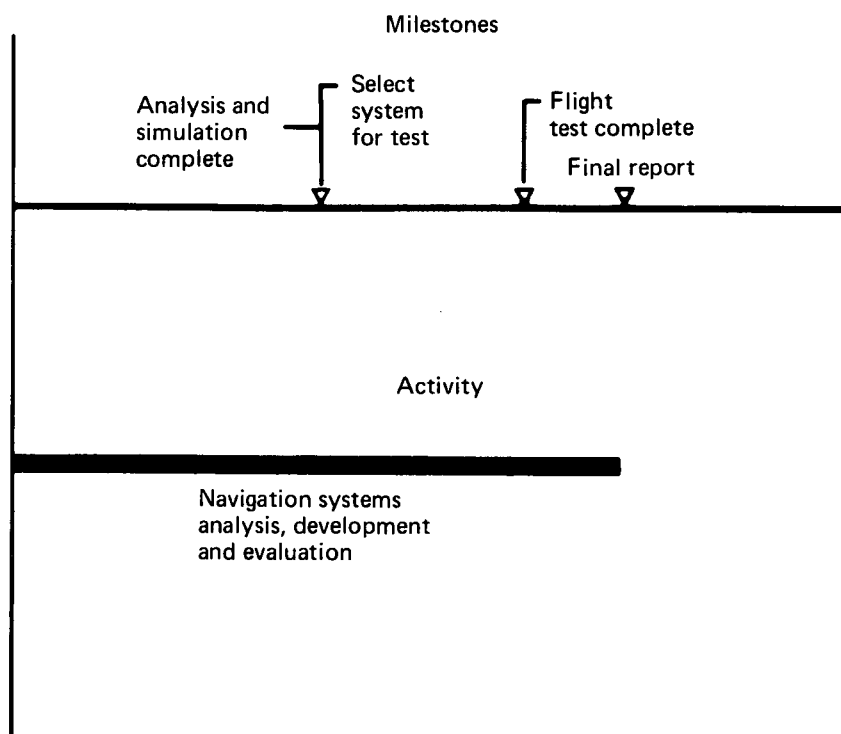 Milestones
Analysis and
simulation
complete
Select
system
for test
Flight
test complete
Final report
Activity
Navigation systems
analysis, development
and evaluation